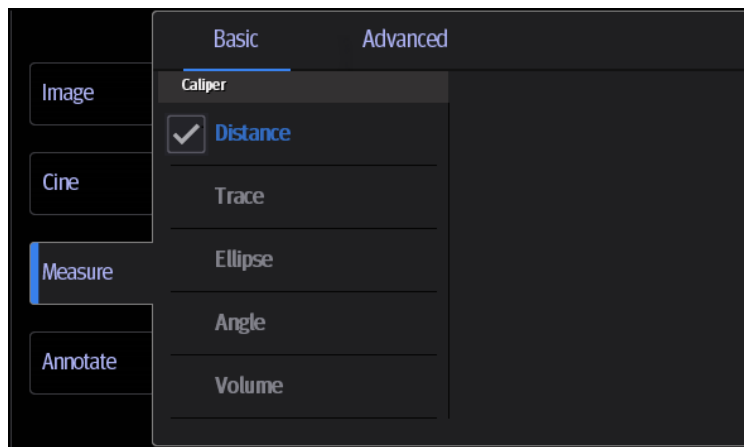 Basic Advanced
Image
Caliper
Distance
Cine
Trace
Ellipse
Measure
Angle
Annotate
Volume